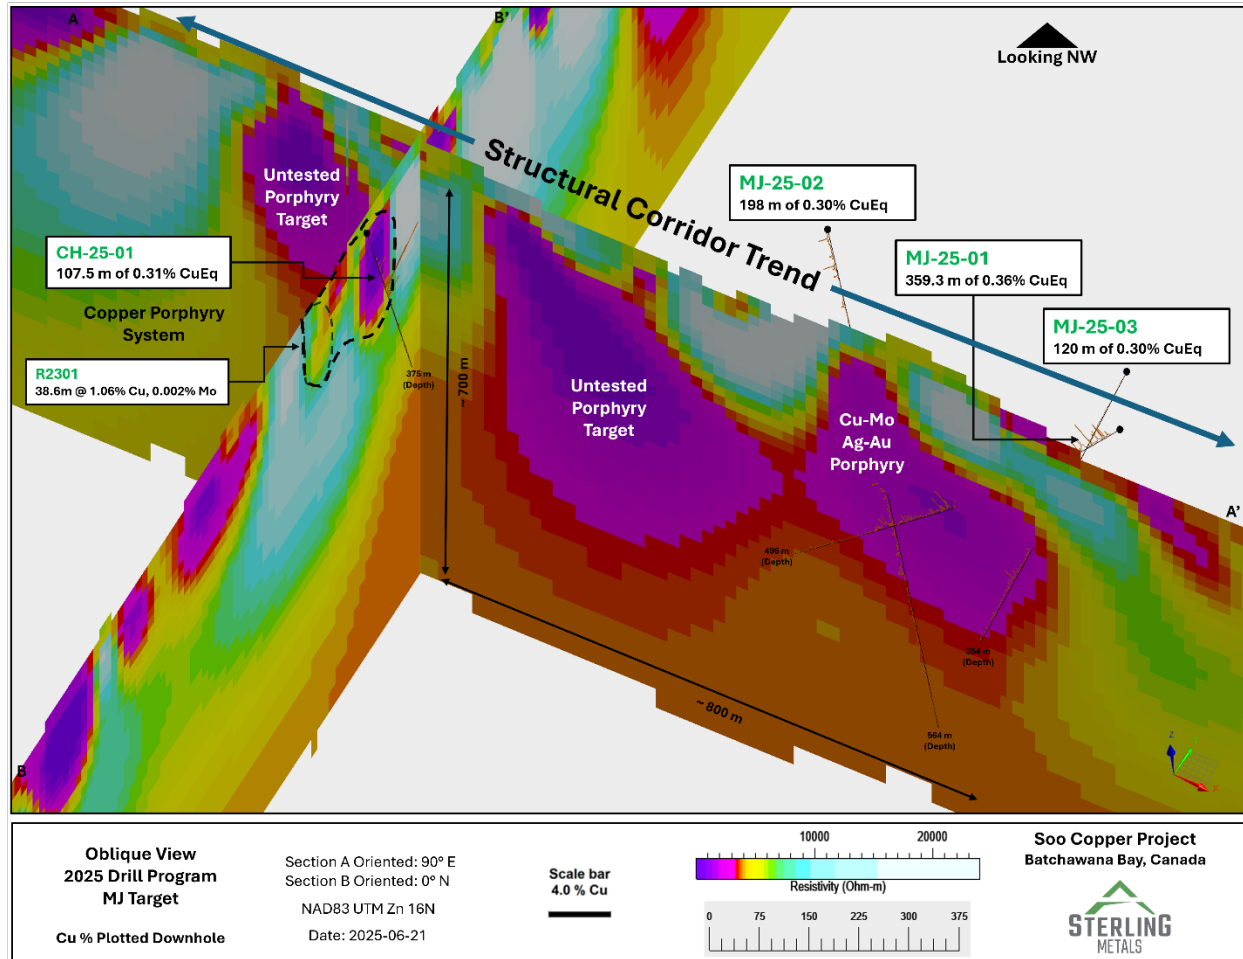 A
B'
Looking NW
Structural Corridor Trend
Untested
Porphyry
Target
MJ-25-02
198 m of 0.30% CuEq
CH-25-01
107.5 m of 0.31% CuEq
MJ-25-01
359.3 m of 0.36% CuEq
Copper Porphyry
System
MJ-25-03
120 m of 0.30% CuEq
R2301
38.6m @ 1.06% Cu, 0.002% Mo
375 m
(Depth)
~ 700 m
Untested
Porphyry
Target
Cu-Mo
Ag-Au
Porphyry
A'
496 m
(Depth)
354 m
(Depth)
~ 800 m
564 m
(Depth)
B
Z
Y
X
Oblique View
2025 Drill Program
MJ Target
Cu % Plotted Downhole
Section A Oriented: 90° E
Section B Oriented: 0° N
NAD83 UTM Zn 16N
Date: 2025-06-21
Scale bar
4.0 % Cu
10000 20000
Resistivity (Ohm-m)
0 75 150 225 300 375
Soo Copper Project
Batchawana Bay, Canada
STERLING
METALS